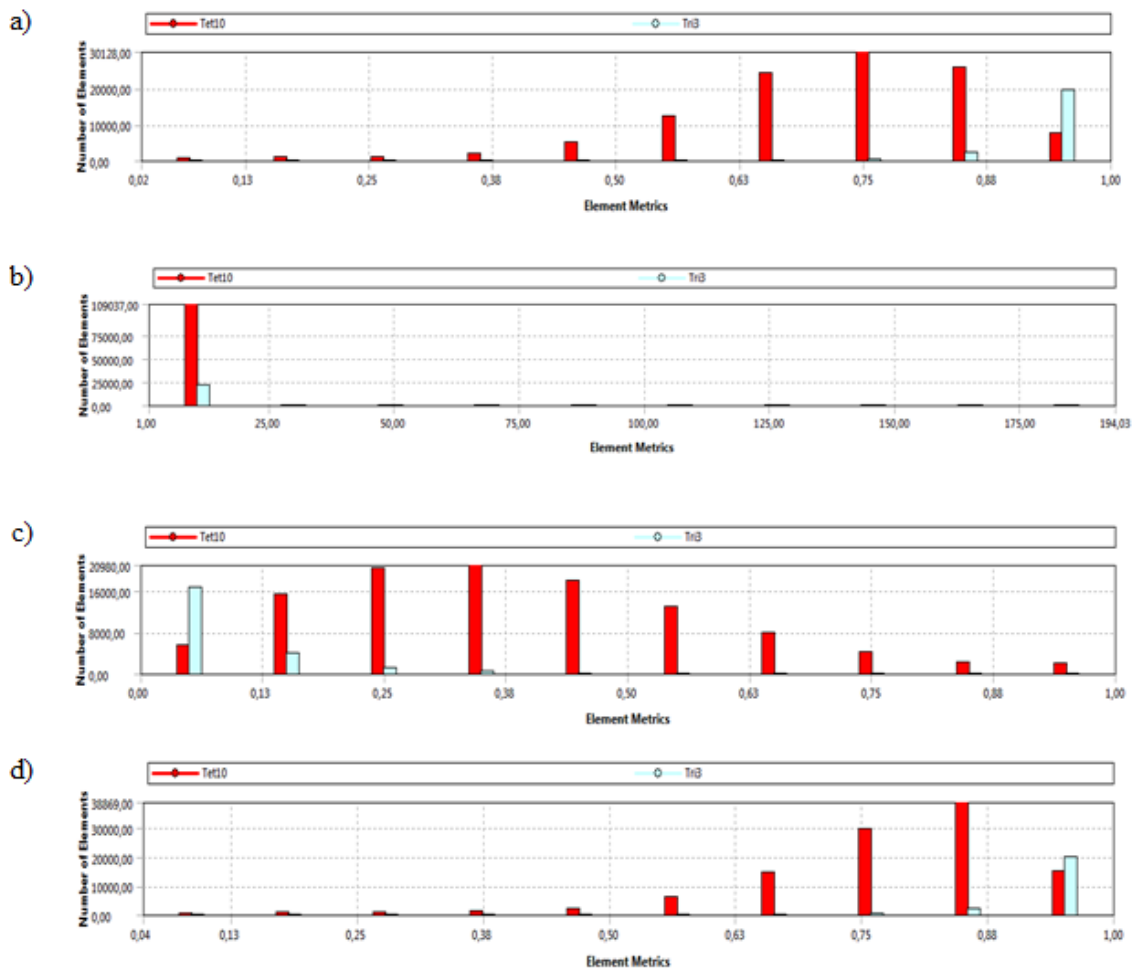 a)
Tet10 Tri3
Number of Elements
30128,00
20000,00
10000,00
0,00
0,02 0,13 0,25 0,38 0,50 0,63 0,75 0,88 1,00
Element Metrics
b)
Tet10 Tri3
Number of Elements
109037,00
75000,00
50000,00
25000,00
0,00
1,00 25,00 50,00 75,00 100,00 125,00 150,00 175,00 194,03
Element Metrics
c)
Tet10 Tri3
Number of Elements
20980,00
16000,00
8000,00
0,00
0,00 0,13 0,25 0,38 0,50 0,63 0,75 0,88 1,00
Element Metrics
d)
Tet10 Tri3
Number of Elements
38869,00
30000,00
20000,00
10000,00
0,00
0,04 0,13 0,25 0,38 0,50 0,63 0,75 0,88 1,00
Element Metrics